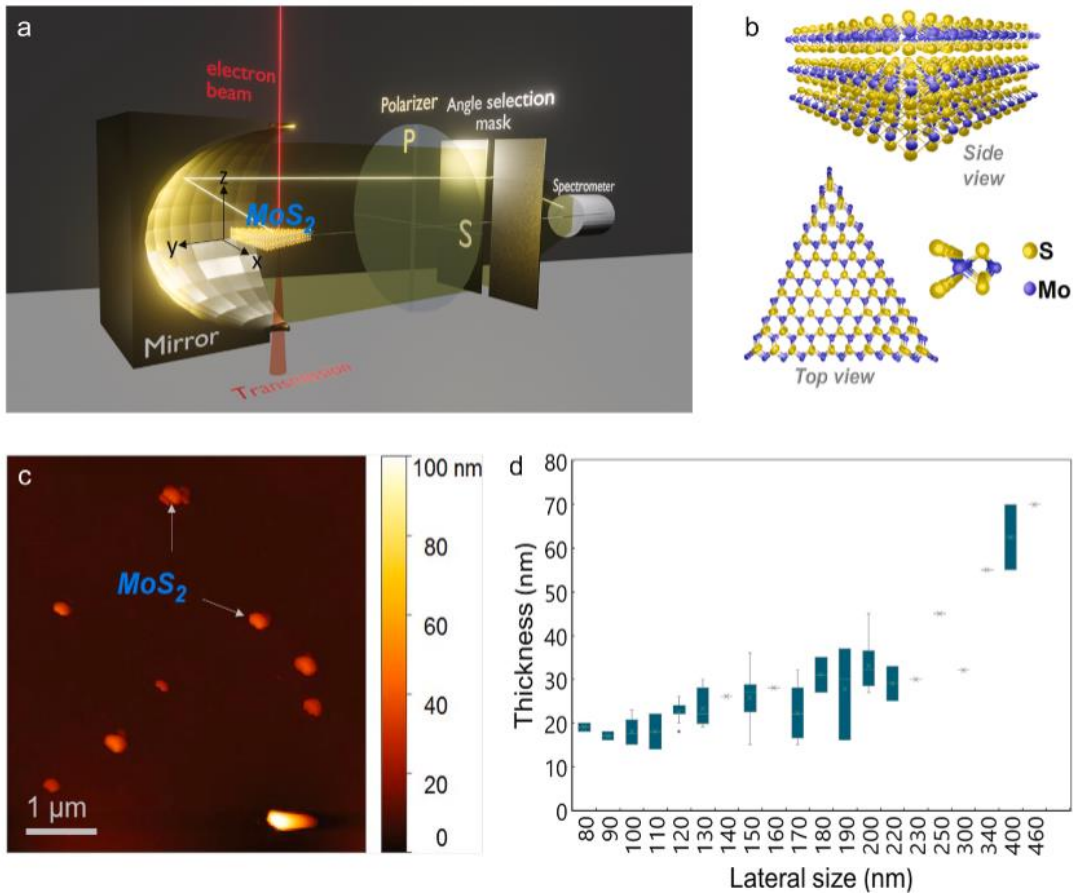 a
electron
beam
Polarizer
Angle selection
mask
P
S
Spectrometer
z
y
x
MoS2
Mirror
Transmission
b
Side
view
S
Mo
Top view
c
MoS2
1 µm
100 nm
80
60
40
20
0
d
Thickness (nm)
80
70
60
50
40
30
20
10
0
80 90 100 110 120 130 140 150 160 170 180 190 200 220 230 250 300 340 400 460
Lateral size (nm)